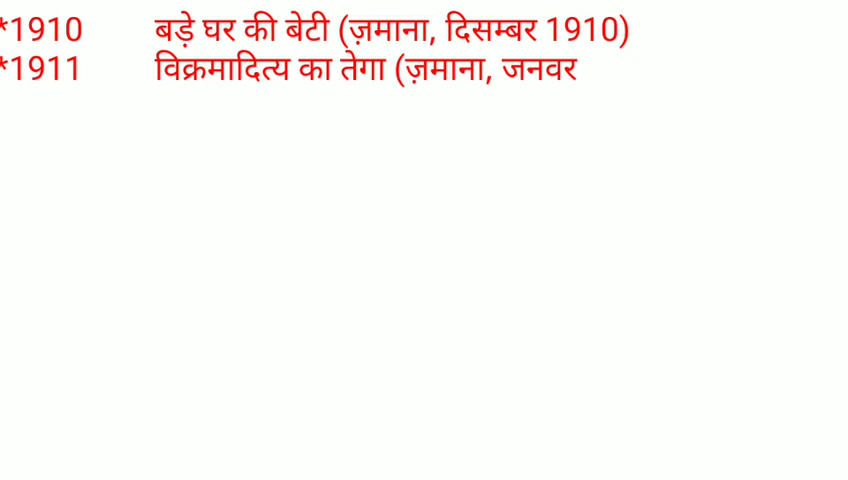 *1910 बड़े घर की बेटी (ज़माना, दिसम्बर 1910)
*1911 विक्रमादित्य का तेगा (ज़माना, जनवर